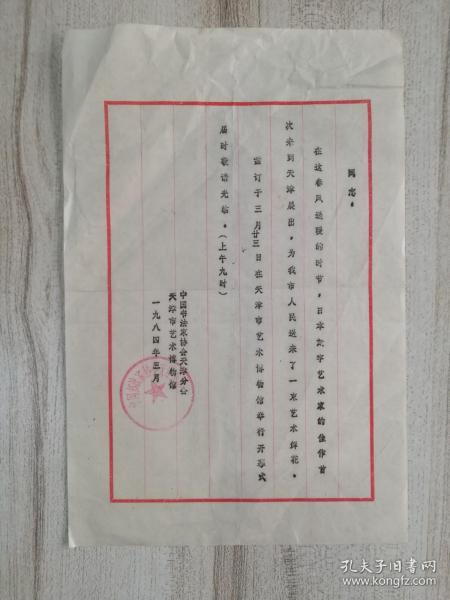 同志：
在这春风送暖的时节，日本刻字艺术家的佳作首
次来到天津展出，为我市人民送来了一束艺术鲜花。
订于三月廿三日在天津市艺术博物馆举行开幕式
届时敬请光临。（上午九时）
中国书法家协会天津分会
天津市艺术博物馆
一九八四年三月
孔夫子旧书网
www.kongfz.com